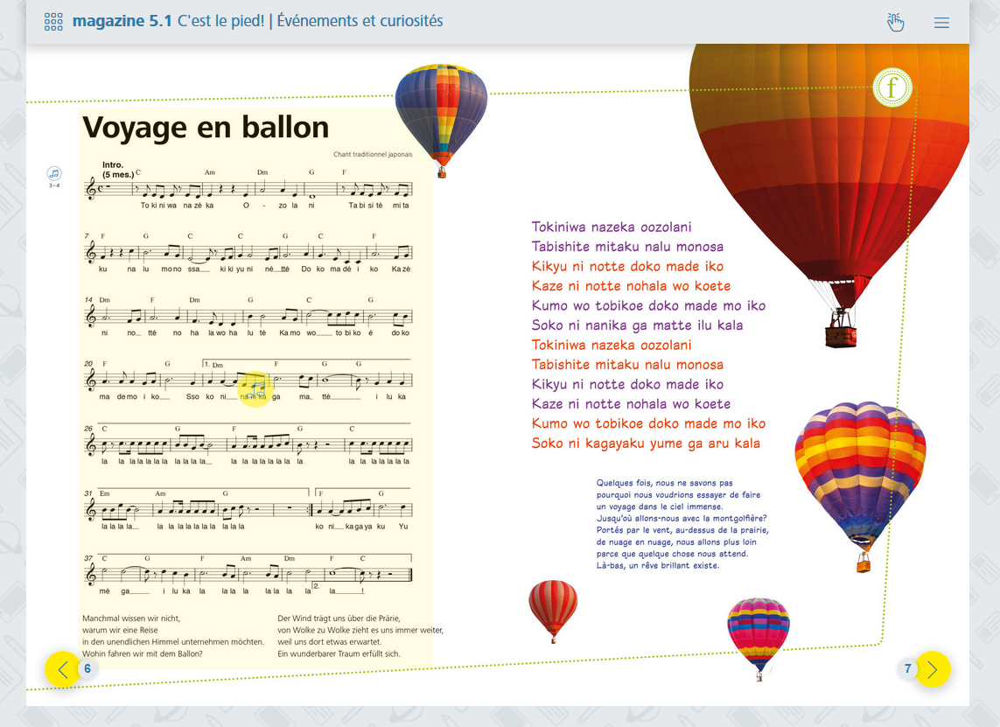 magazine 5.1 C'est le pied! | Événements et curiosités
f
Voyage en ballon
Chant traditionnel japonais
3–4
Intro.
(5 mes.)
C Am Dm G F
To ki ni wa na zé ka O - zo la ni Ta bi si té mi ta
7 F G C C G C F
ku na lu mo no ssa ki ki yu ni né tté Do ko ma dé i ko Ka zé
14 Dm F Dm G C G
ni no tté no ha la wo ha lu té Ka mo wo to bi ko é do ko
20 F G 1. Dm F G G
ma de mo i ko Sso ko ni na ni ka ga ma tté i lu ka
26 C G F G C
la la la la la la la la la la la la la la la la la la la la la la la la
31 Em Am G F G
la la la la la la la la la la la la la la ko ni ka ga ya ku Yu
37 C G F Am Dm F C
mé ga i lu ka la la la la la la la la 2. la !
Manchmal wissen wir nicht,
warum wir eine Reise
in den unendlichen Himmel unternehmen möchten.
Wohin fahren wir mit dem Ballon?
Der Wind trägt uns über die Prärie,
von Wolke zu Wolke zieht es uns immer weiter,
weil uns dort etwas erwartet.
Ein wunderbarer Traum erfüllt sich.
6
Tokiniwa nazeka oozolani
Tabishite mitaku nalu monosa
Kikyu ni notte doko made iko
Kaze ni notte nohala wo koete
Kumo wo tobikoe doko made mo iko
Soko ni nanika ga matte ilu kala
Tokiniwa nazeka oozolani
Tabishite mitaku nalu monosa
Kikyu ni notte doko made iko
Kaze ni notte nohala wo koete
Kumo wo tobikoe doko made mo iko
Soko ni kagayaku yume ga aru kala
Quelques fois, nous ne savons pas
pourquoi nous voudrions essayer de faire
un voyage dans le ciel immense.
Jusqu'où allons-nous avec la montgolfière?
Portés par le vent, au-dessus de la prairie,
de nuage en nuage, nous allons plus loin
parce que quelque chose nous attend.
Là-bas, un rêve brillant existe.
7